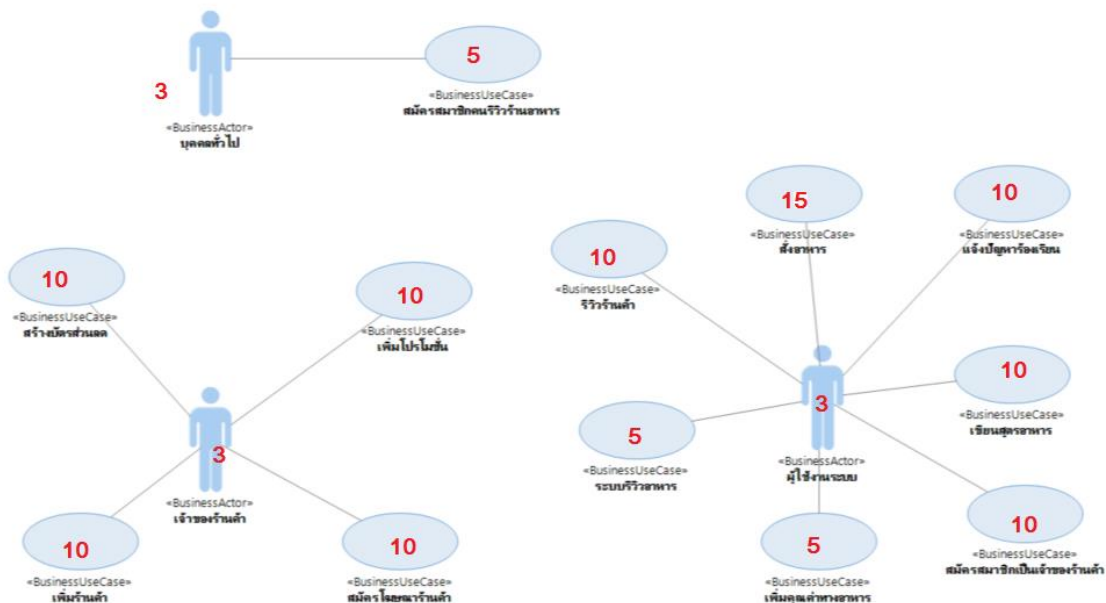 5
3
«BusinessUseCase»
สมัครสมาชิกคนรีวิวร้านอาหาร
«BusinessActor»
บุคคลทั่วไป
15
«BusinessUseCase»
สั่งอาหาร
10
«BusinessUseCase»
แจ้งปัญหาร้องเรียน
10
«BusinessUseCase»
รีวิวร้านค้า
10
«BusinessUseCase»
สร้างบัตรส่วนลด
10
«BusinessUseCase»
เพิ่มโปรโมชั่น
10
«BusinessUseCase»
เขียนสูตรอาหาร
3
«BusinessActor»
ผู้ใช้งานระบบ
5
«BusinessUseCase»
ระบบรีวิวอาหาร
3
«BusinessActor»
เจ้าของร้านค้า
10
«BusinessUseCase»
เพิ่มร้านค้า
10
«BusinessUseCase»
สมัครโฆษณาร้านค้า
5
«BusinessUseCase»
เพิ่มคุณค่าทางอาหาร
10
«BusinessUseCase»
สมัครสมาชิกเป็นเจ้าของร้านค้า